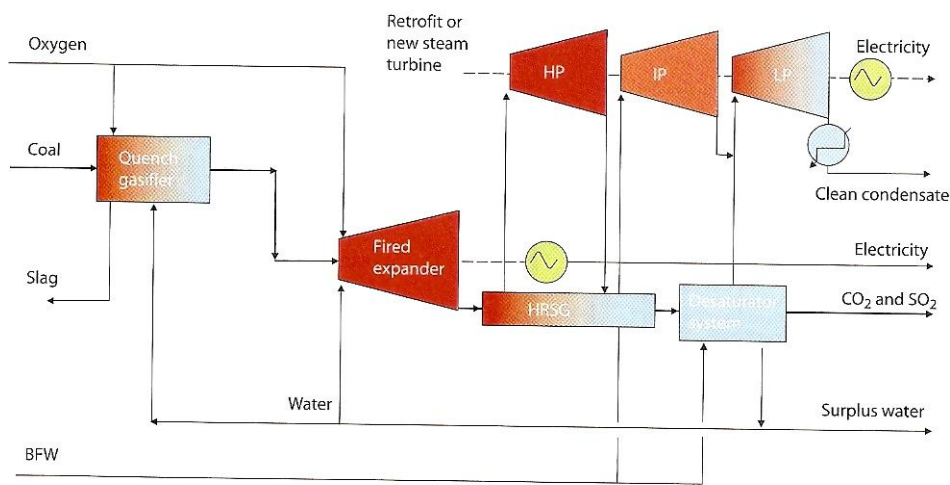 Retrofit or
new steam
turbine
Oxygen
HP
IP
LP
Electricity
Coal
Quench
gasifier
Clean condensate
Slag
Fired
expander
Electricity
HRSG
Desaturator
system
CO₂ and SO₂
Water
Surplus water
BFW